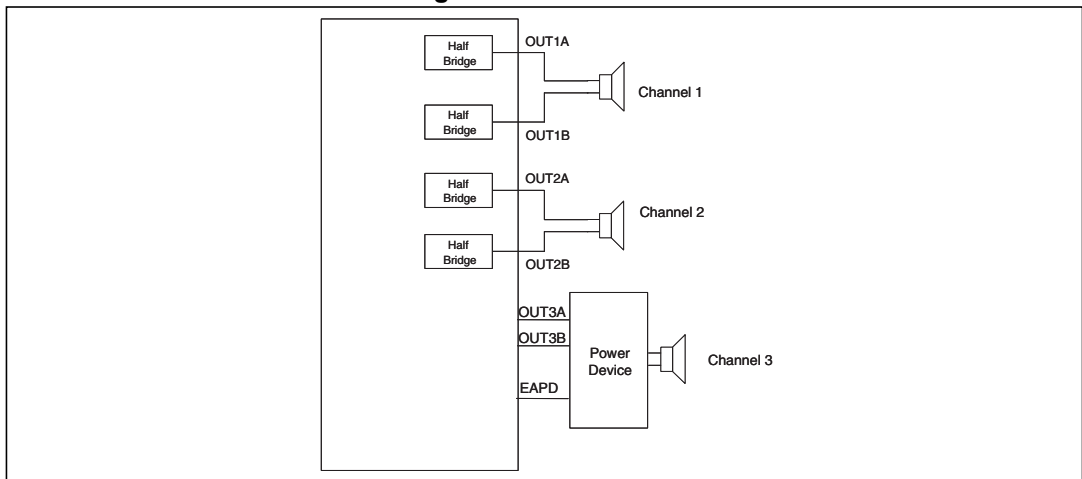 Half
Bridge
OUT1A
Channel 1
Half
Bridge
OUT1B
Half
Bridge
OUT2A
Channel 2
Half
Bridge
OUT2B
OUT3A
OUT3B
Power
Device
Channel 3
EAPD